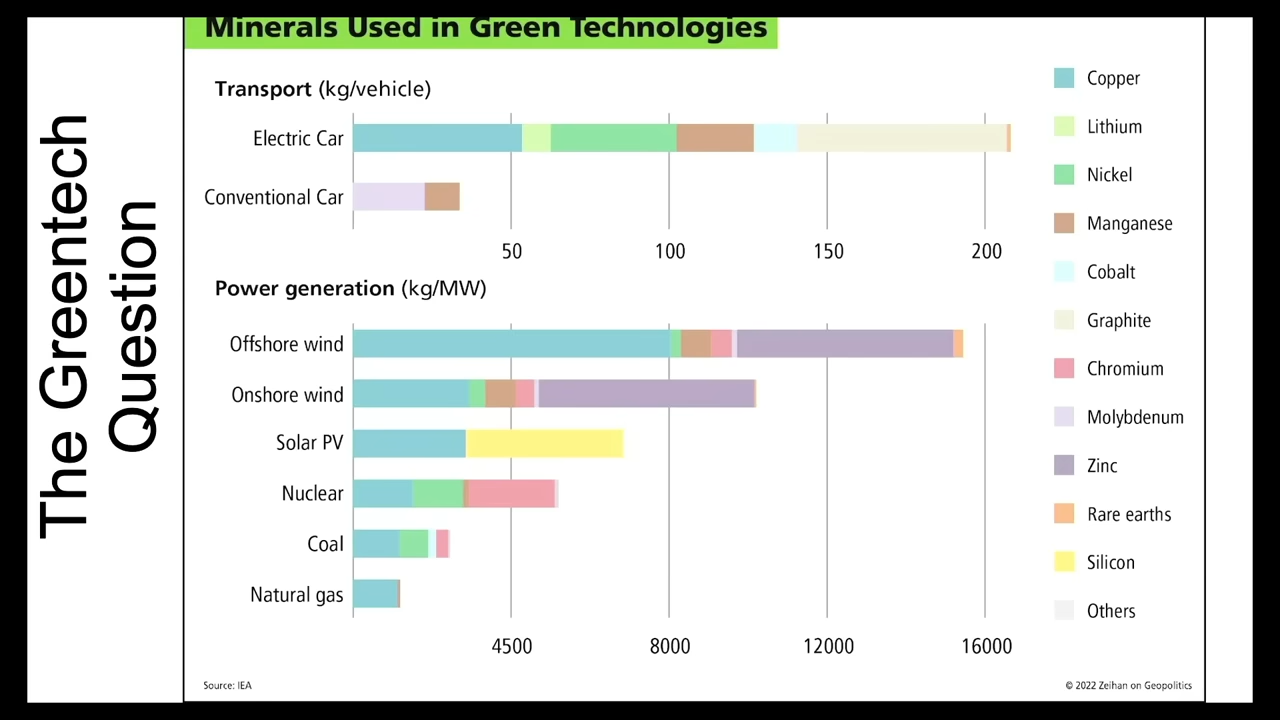 The Greentech
Question
Minerals Used in Green Technologies
Transport (kg/vehicle)
Electric Car
Conventional Car
50 100 150 200
Power generation (kg/MW)
Offshore wind
Onshore wind
Solar PV
Nuclear
Coal
Natural gas
4500 8000 12000 16000
Copper
Lithium
Nickel
Manganese
Cobalt
Graphite
Chromium
Molybdenum
Zinc
Rare earths
Silicon
Others
Source: IEA
© 2022 Zeihan on Geopolitics